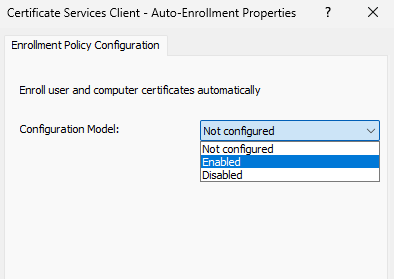 Certificate Services Client - Auto-Enrollment Properties ?
Enrollment Policy Configuration
Enroll user and computer certificates automatically
Configuration Model: Not configured
Not configured
Enabled
Disabled